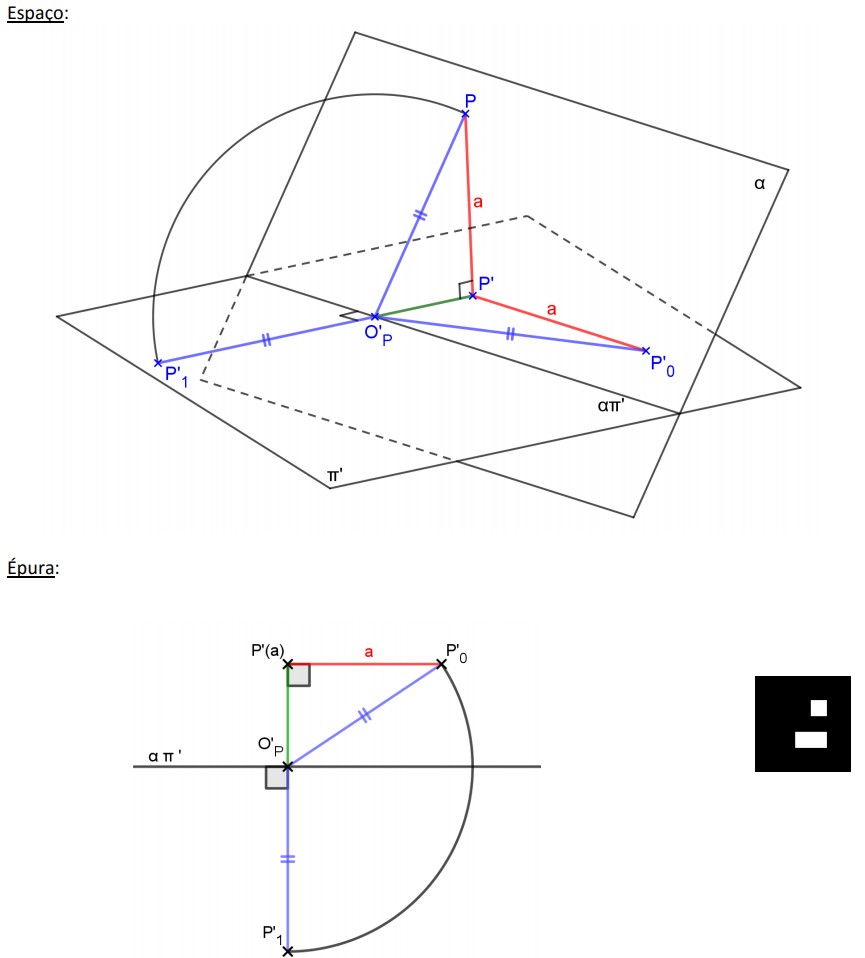 Espaço:
P
α
a
P'
a
O'P
P'0
P'1
απ'
π'
Épura:
P'(a)
a
P'0
O'P
α π '
P'1